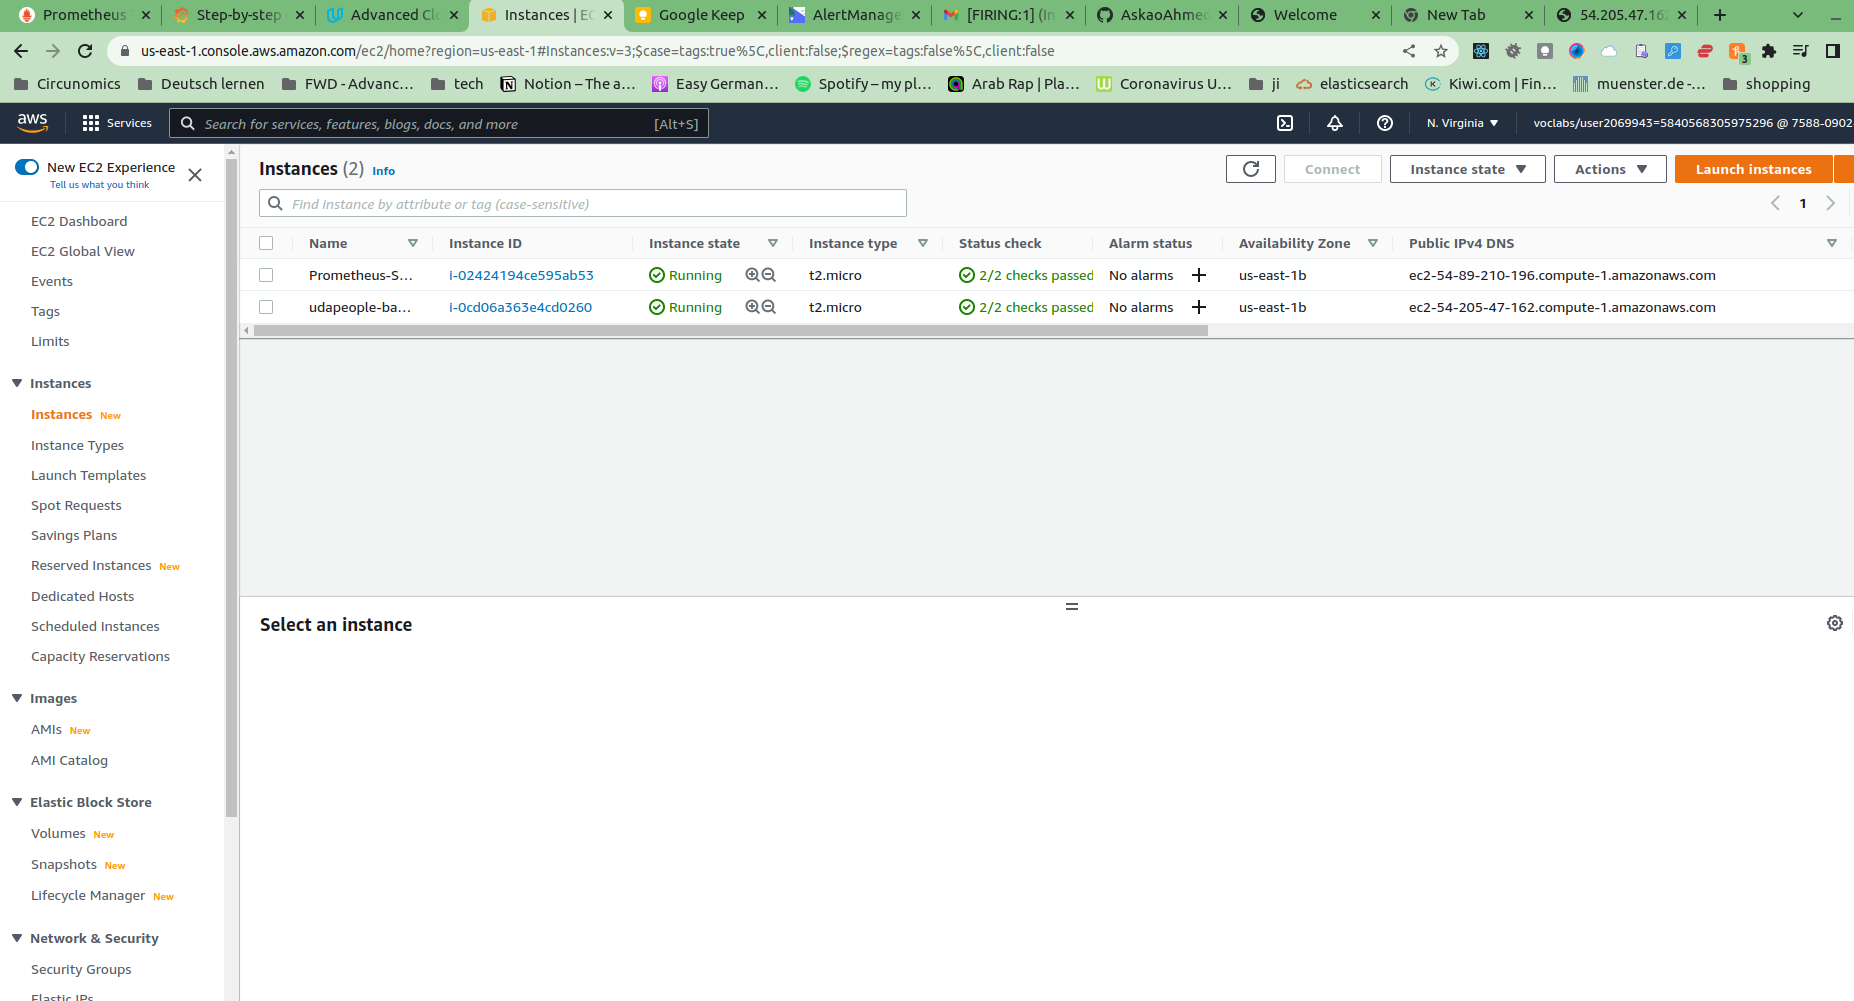 Prometheus
Step-by-step
Advanced Clo
Instances | EC
Google Keep
AlertManage
[FIRING:1] (In
AskaoAhmed
Welcome
New Tab
54.205.47.162
us-east-1.console.aws.amazon.com/ec2/home?region=us-east-1#Instances:v=3;$case=tags:true%5C,client:false;$regex=tags:false%5C,client:false
3
Circunomics
Deutsch lernen
FWD - Advanc...
tech
Notion – The a...
Easy German...
Spotify – my pl...
Arab Rap | Pla...
Coronavirus U...
ji
elasticsearch
Kiwi.com | Fin...
muenster.de -...
shopping
aws
Services
Search for services, features, blogs, docs, and more
[Alt+S]
N. Virginia
voclabs/user2069943=5840568305975296 @ 7588-0902
New EC2 Experience
Tell us what you think
EC2 Dashboard
EC2 Global View
Events
Tags
Limits
Instances
Instances New
Instance Types
Launch Templates
Spot Requests
Savings Plans
Reserved Instances New
Dedicated Hosts
Scheduled Instances
Capacity Reservations
Images
AMIs New
AMI Catalog
Elastic Block Store
Volumes New
Snapshots New
Lifecycle Manager New
Network & Security
Security Groups
Elastic IPs
Instances (2) Info
Connect
Instance state
Actions
Launch instances
Find instance by attribute or tag (case-sensitive)
1
Name Instance ID Instance state Instance type Status check Alarm status Availability Zone Public IPv4 DNS
Prometheus-S... i-02424194ce595ab53 Running t2.micro 2/2 checks passed No alarms us-east-1b ec2-54-89-210-196.compute-1.amazonaws.com
udapeople-ba... i-0cd06a363e4cd0260 Running t2.micro 2/2 checks passed No alarms us-east-1b ec2-54-205-47-162.compute-1.amazonaws.com
Select an instance